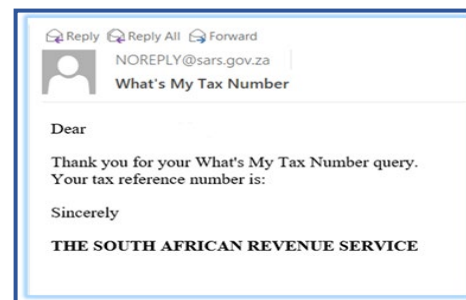 Reply Reply All Forward
NOREPLY@sars.gov.za
What's My Tax Number
Dear
Thank you for your What's My Tax Number query.
Your tax reference number is:
Sincerely
THE SOUTH AFRICAN REVENUE SERVICE